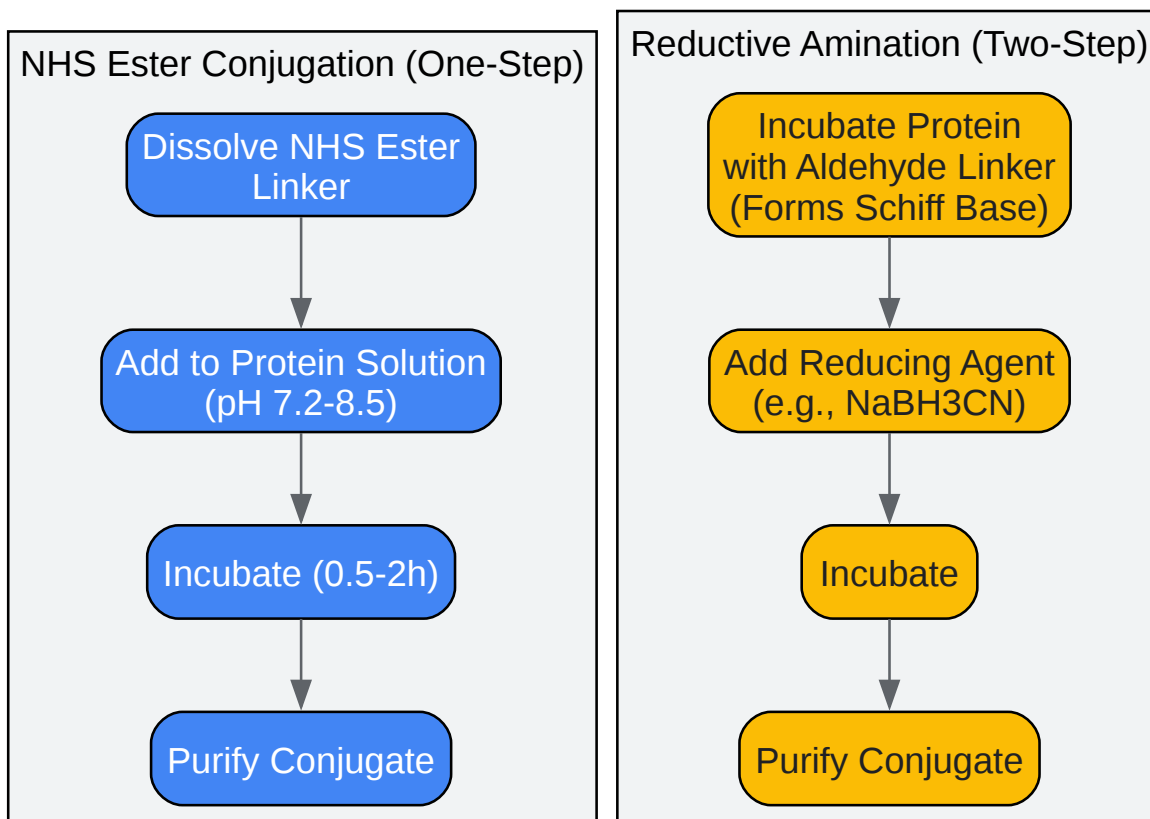 NHS Ester Conjugation (One-Step)
Dissolve NHS Ester
Linker
Add to Protein Solution
(pH 7.2-8.5)
Incubate (0.5-2h)
Purify Conjugate
Reductive Amination (Two-Step)
Incubate Protein
with Aldehyde Linker
(Forms Schiff Base)
Add Reducing Agent
(e.g., NaBH3CN)
Incubate
Purify Conjugate